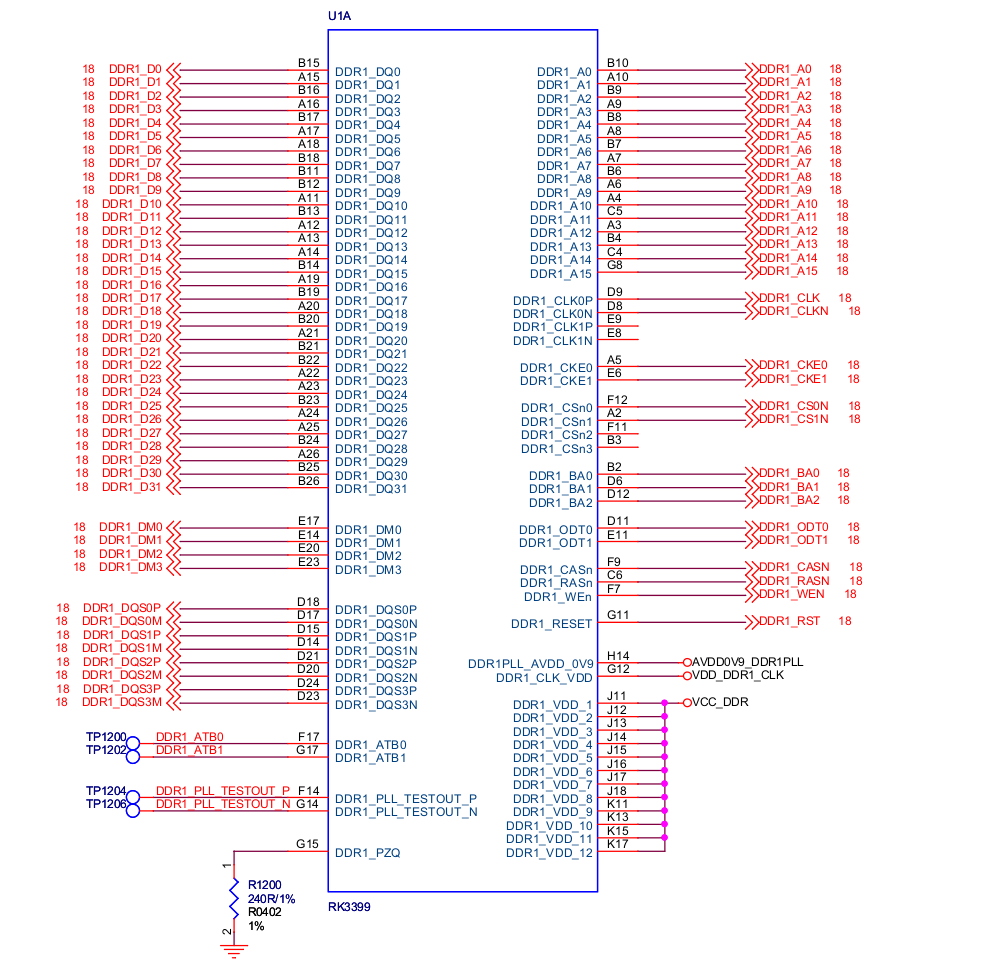 U1A
18 DDR1_D0 B15 DDR1_DQ0 DDR1_A0 B10 DDR1_A0 18
18 DDR1_D1 A15 DDR1_DQ1 DDR1_A1 A10 DDR1_A1 18
18 DDR1_D2 B16 DDR1_DQ2 DDR1_A2 B9 DDR1_A2 18
18 DDR1_D3 A16 DDR1_DQ3 DDR1_A3 A9 DDR1_A3 18
18 DDR1_D4 B17 DDR1_DQ4 DDR1_A4 B8 DDR1_A4 18
18 DDR1_D5 A17 DDR1_DQ5 DDR1_A5 A8 DDR1_A5 18
18 DDR1_D6 A18 DDR1_DQ6 DDR1_A6 B7 DDR1_A6 18
18 DDR1_D7 B18 DDR1_DQ7 DDR1_A7 A7 DDR1_A7 18
18 DDR1_D8 B11 DDR1_DQ8 DDR1_A8 B6 DDR1_A8 18
18 DDR1_D9 B12 DDR1_DQ9 DDR1_A9 A6 DDR1_A9 18
18 DDR1_D10 A11 DDR1_DQ10 DDR1_A10 A4 DDR1_A10 18
18 DDR1_D11 B13 DDR1_DQ11 DDR1_A11 C5 DDR1_A11 18
18 DDR1_D12 A12 DDR1_DQ12 DDR1_A12 A3 DDR1_A12 18
18 DDR1_D13 A13 DDR1_DQ13 DDR1_A13 B4 DDR1_A13 18
18 DDR1_D14 A14 DDR1_DQ14 DDR1_A14 C4 DDR1_A14 18
18 DDR1_D15 B14 DDR1_DQ15 DDR1_A15 G8 DDR1_A15 18
18 DDR1_D16 A19 DDR1_DQ16
18 DDR1_D17 B19 DDR1_DQ17 DDR1_CLK0P D9 DDR1_CLK 18
18 DDR1_D18 A20 DDR1_DQ18 DDR1_CLK0N D8 DDR1_CLKN 18
18 DDR1_D19 B20 DDR1_DQ19 DDR1_CLK1P E9
18 DDR1_D20 A21 DDR1_DQ20 DDR1_CLK1N E8
18 DDR1_D21 B21 DDR1_DQ21
18 DDR1_D22 B22 DDR1_DQ22 DDR1_CKE0 A5 DDR1_CKE0 18
18 DDR1_D23 A22 DDR1_DQ23 DDR1_CKE1 E6 DDR1_CKE1 18
18 DDR1_D24 A23 DDR1_DQ24
18 DDR1_D25 B23 DDR1_DQ25 DDR1_CSn0 F12 DDR1_CS0N 18
18 DDR1_D26 A24 DDR1_DQ26 DDR1_CSn1 A2 DDR1_CS1N 18
18 DDR1_D27 A25 DDR1_DQ27 DDR1_CSn2 F11
18 DDR1_D28 B24 DDR1_DQ28 DDR1_CSn3 B3
18 DDR1_D29 A26 DDR1_DQ29
18 DDR1_D30 B25 DDR1_DQ30 DDR1_BA0 B2 DDR1_BA0 18
18 DDR1_D31 B26 DDR1_DQ31 DDR1_BA1 D6 DDR1_BA1 18
DDR1_BA2 D12 DDR1_BA2 18
18 DDR1_DM0 E17 DDR1_DM0 DDR1_ODT0 D11 DDR1_ODT0 18
18 DDR1_DM1 E14 DDR1_DM1 DDR1_ODT1 E11 DDR1_ODT1 18
18 DDR1_DM2 E20 DDR1_DM2 DDR1_CASn F9 DDR1_CASN 18
18 DDR1_DM3 E23 DDR1_DM3 DDR1_RASn C6 DDR1_RASN 18
DDR1_WEn F7 DDR1_WEN 18
18 DDR1_DQS0P D18 DDR1_DQS0P
18 DDR1_DQS0M D17 DDR1_DQS0N DDR1_RESET G11 DDR1_RST 18
18 DDR1_DQS1P D15 DDR1_DQS1P
18 DDR1_DQS1M D14 DDR1_DQS1N
18 DDR1_DQS2P D21 DDR1_DQS2P DDR1PLL_AVDD_0V9 H14 AVDD0V9_DDR1PLL
18 DDR1_DQS2M D20 DDR1_DQS2N DDR1_CLK_VDD G12 VDD_DDR1_CLK
18 DDR1_DQS3P D24 DDR1_DQS3P
18 DDR1_DQS3M D23 DDR1_DQS3N DDR1_VDD_1 J11 VCC_DDR
DDR1_VDD_2 J12
DDR1_VDD_3 J13
TP1200 DDR1_ATB0 F17 DDR1_ATB0 DDR1_VDD_4 J14
TP1202 DDR1_ATB1 G17 DDR1_ATB1 DDR1_VDD_5 J15
DDR1_VDD_6 J16
DDR1_VDD_7 J17
TP1204 DDR1_PLL_TESTOUT_P F14 DDR1_PLL_TESTOUT_P DDR1_VDD_8 J18
TP1206 DDR1_PLL_TESTOUT_N G14 DDR1_PLL_TESTOUT_N DDR1_VDD_9 K11
DDR1_VDD_10 K13
DDR1_VDD_11 K15
G15 DDR1_PZQ DDR1_VDD_12 K17
1
R1200
240R/1%
R0402
1%
2
RK3399